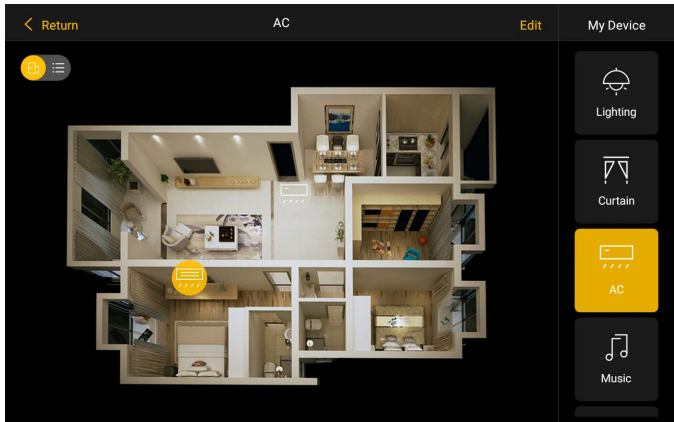 Return
AC
Edit
My Device
Lighting
Curtain
AC
Music